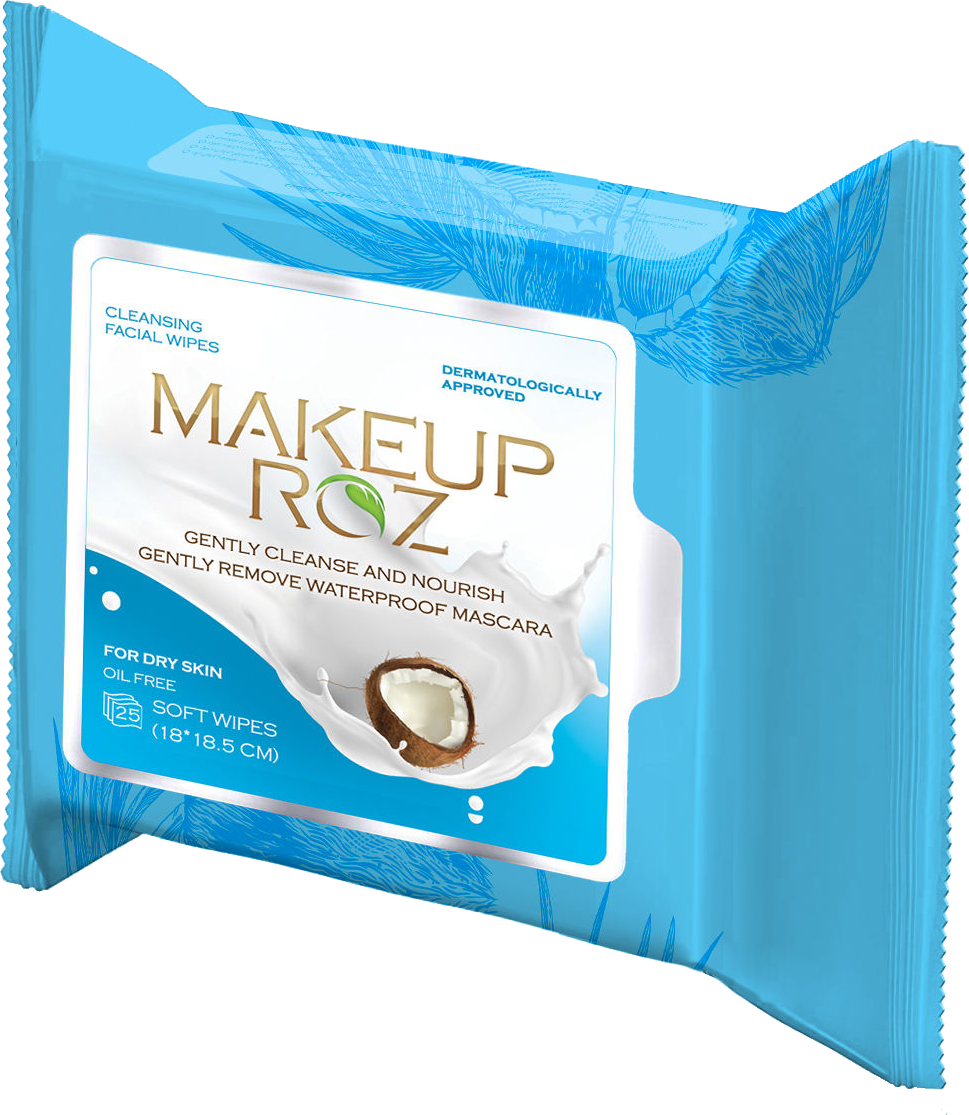 CLEANSING
FACIAL WIPES
DERMATOLOGICALLY
APPROVED
MAKEUP
ROZ
GENTLY CLEANSE AND NOURISH
GENTLY REMOVE WATERPROOF MASCARA
FOR DRY SKIN
OIL FREE
25
SOFT WIPES
(18*18.5 CM)